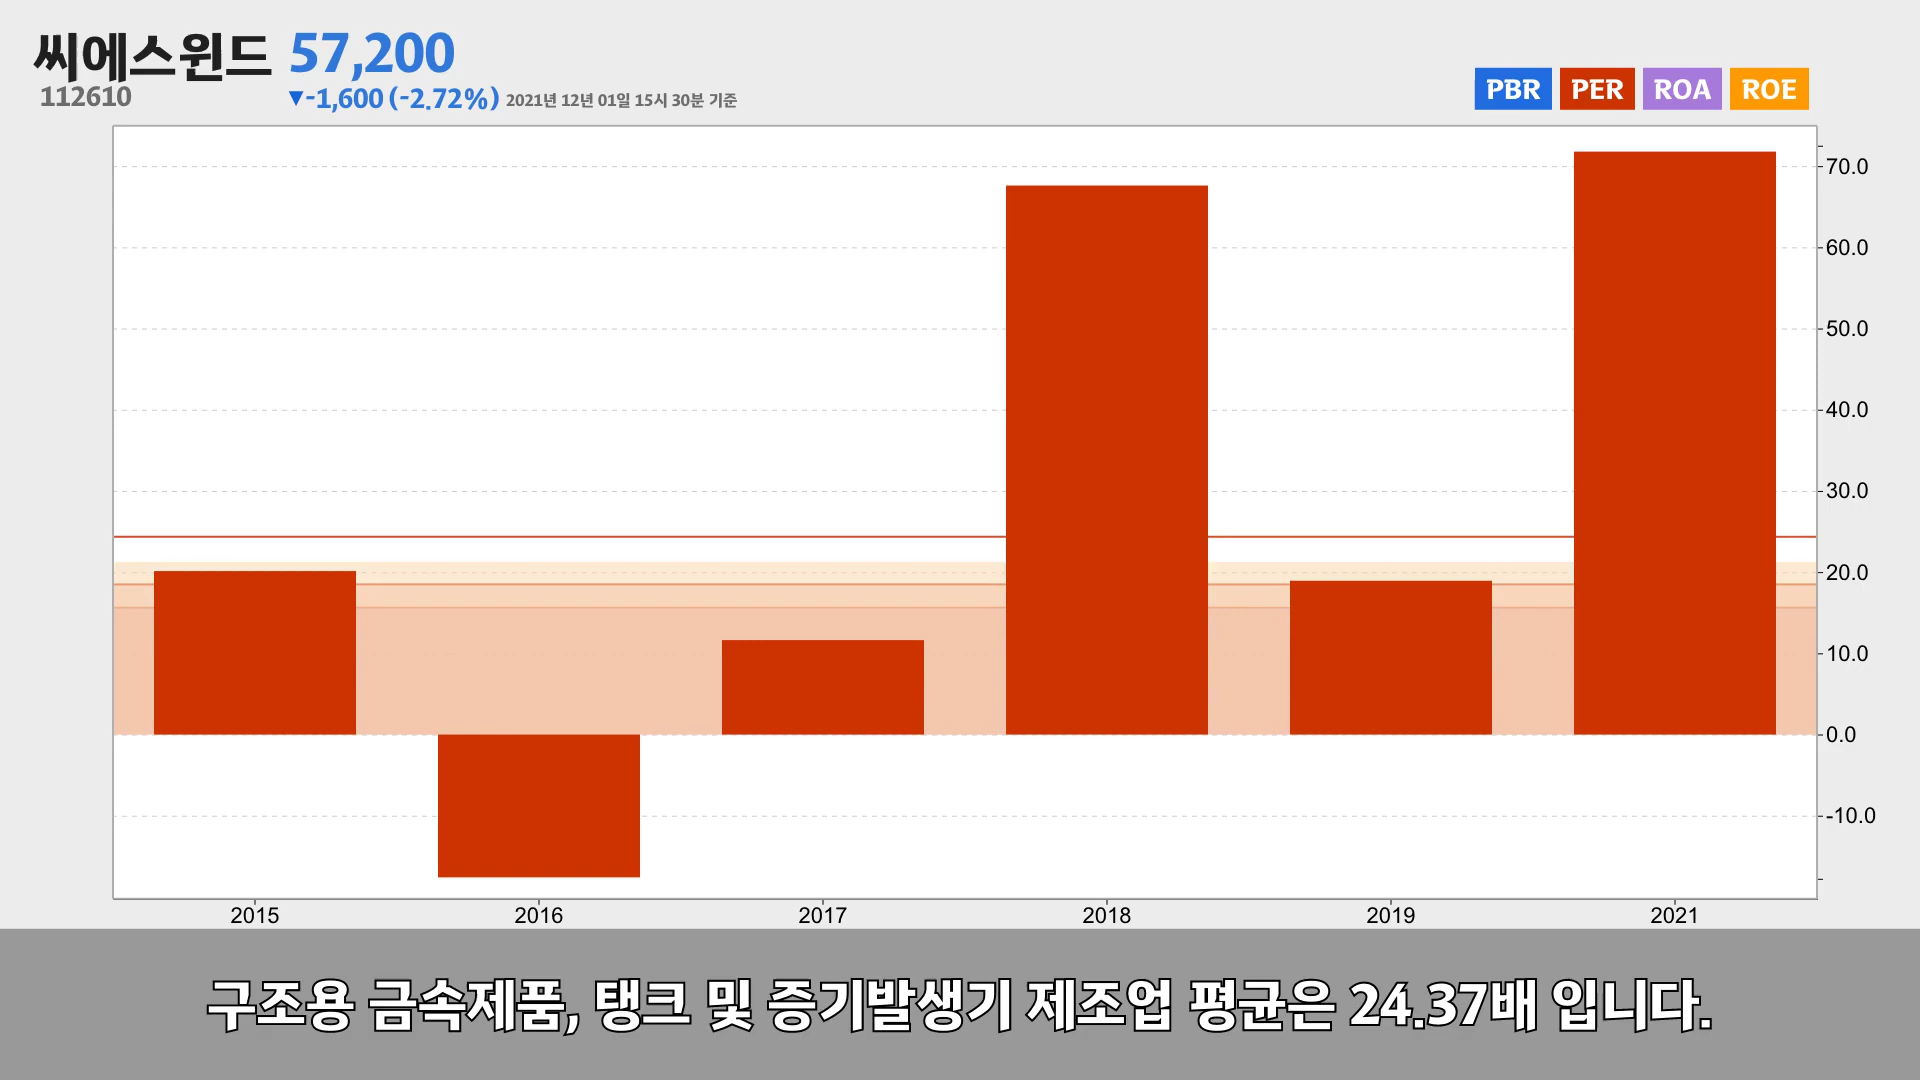 씨에스윈드 57,200
112610 ▼-1,600 (-2.72%) 2021년 12년 01일 15시 30분 기준
PBR PER ROA ROE
70.0
60.0
50.0
40.0
30.0
20.0
10.0
0.0
-10.0
2015 2016 2017 2018 2019 2021
구조용 금속제품, 탱크 및 증기발생기 제조업 평균은 24.37배 입니다.